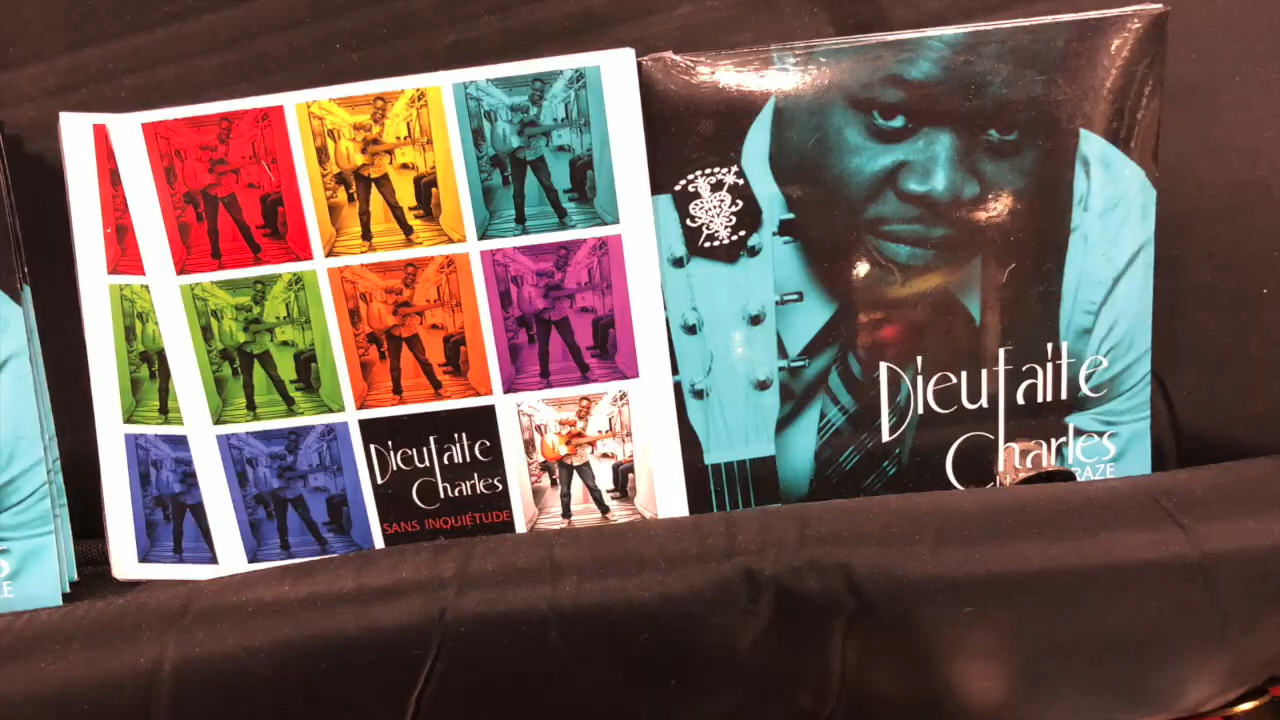 Dieufaite
Charles
SANS INQUIÉTUDE
Dieufaite
Charles